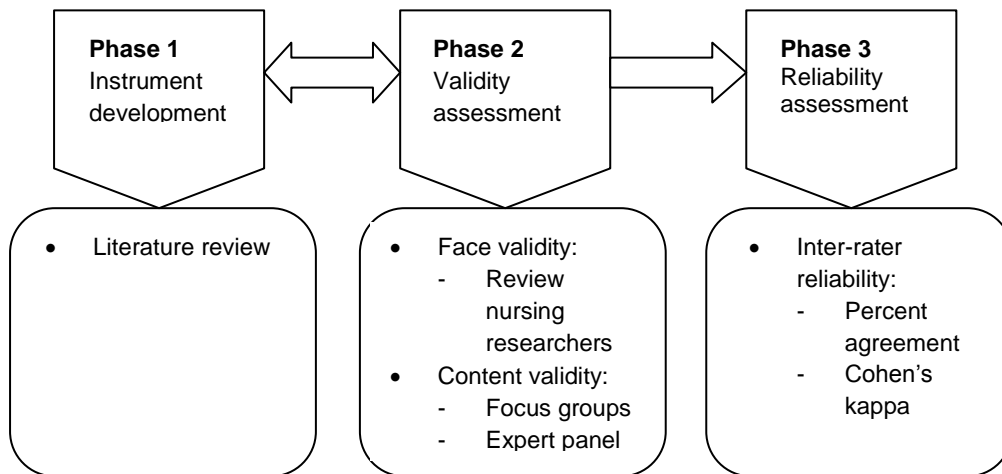 Phase 1
Instrument
development
Phase 2
Validity
assessment
Phase 3
Reliability
assessment
• Literature review
• Face validity:
- Review
nursing
researchers
• Content validity:
- Focus groups
- Expert panel
• Inter-rater
reliability:
- Percent
agreement
- Cohen's
kappa